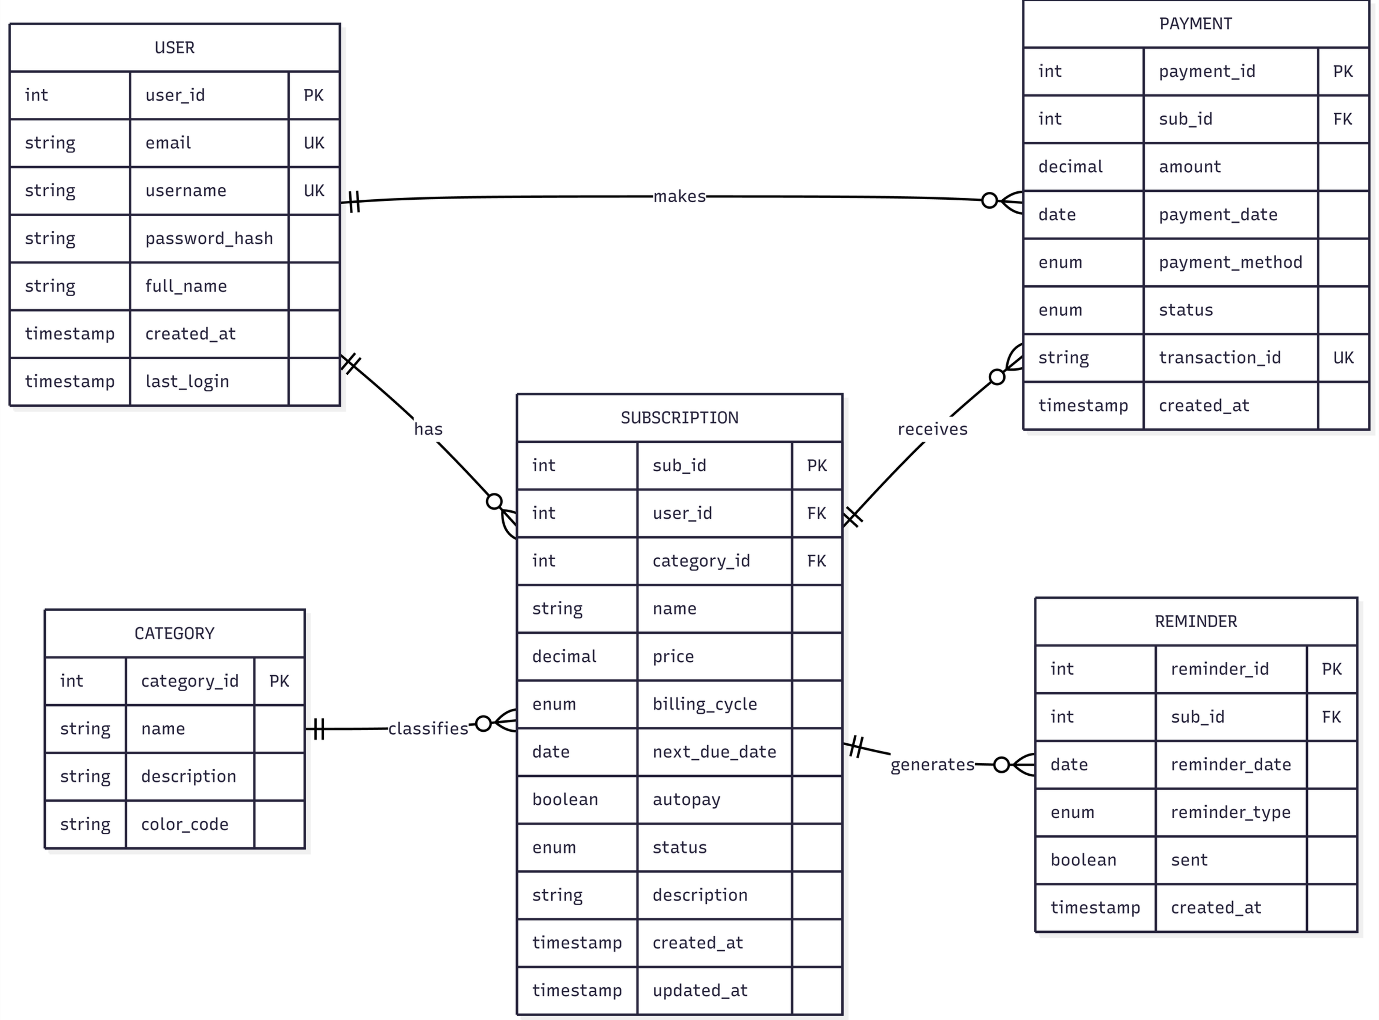 USER
int user_id PK
string email UK
string username UK
string password_hash
string full_name
timestamp created_at
timestamp last_login
makes
PAYMENT
int payment_id PK
int sub_id FK
decimal amount
date payment_date
enum payment_method
enum status
string transaction_id UK
timestamp created_at
has
receives
SUBSCRIPTION
int sub_id PK
int user_id FK
int category_id FK
string name
decimal price
enum billing_cycle
date next_due_date
boolean autopay
enum status
string description
timestamp created_at
timestamp updated_at
CATEGORY
int category_id PK
string name
string description
string color_code
classifies
generates
REMINDER
int reminder_id PK
int sub_id FK
date reminder_date
enum reminder_type
boolean sent
timestamp created_at